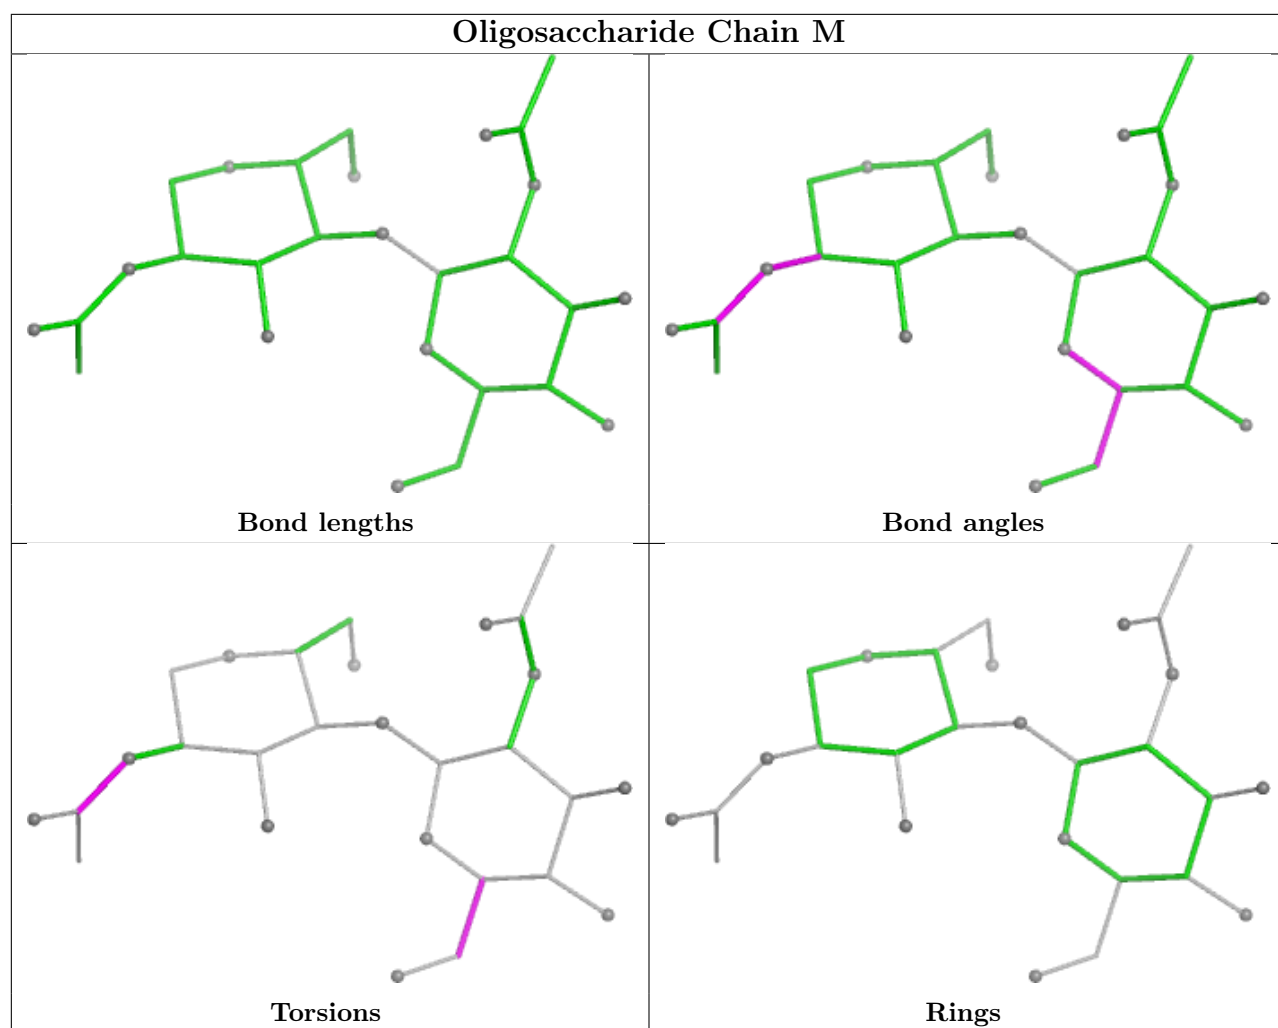 Oligosaccharide Chain M
Bond lengths
Bond angles
Torsions
Rings